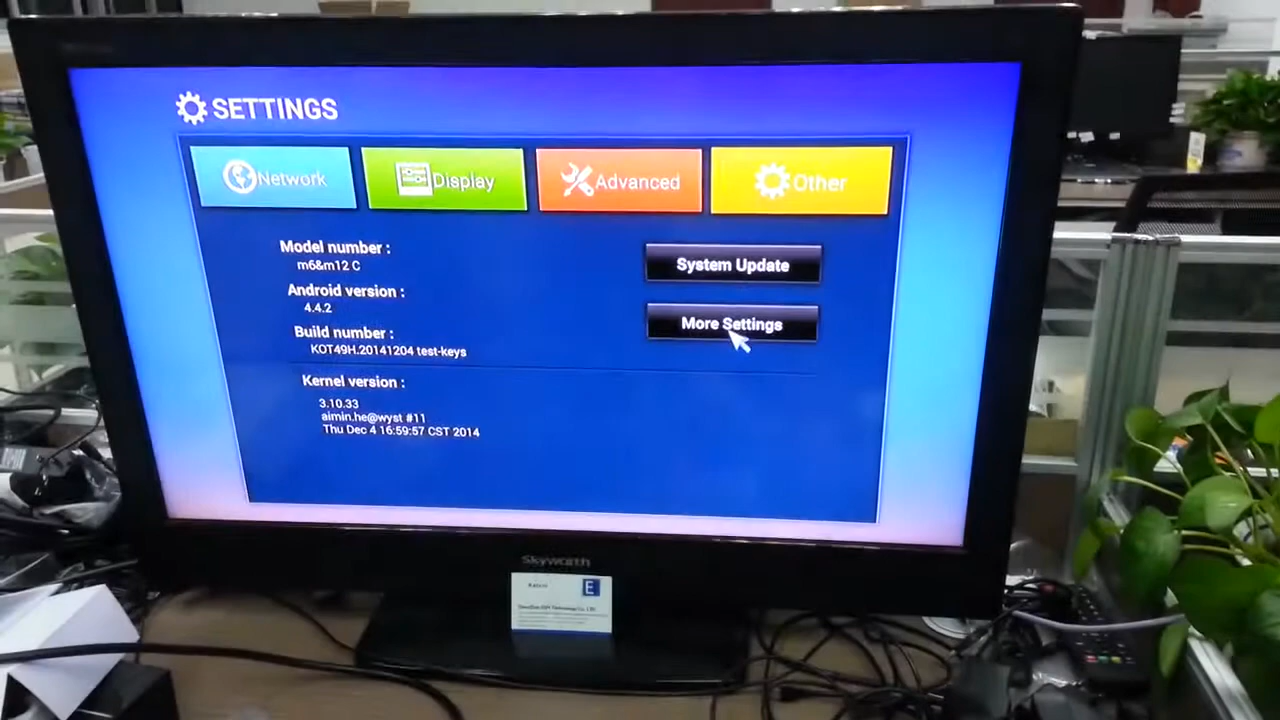 SETTINGS
Network
Display
Advanced
Other
Model number :
m6&m12 C
Android version :
4.4.2
Build number :
KOT49H.20141204 test-keys
Kernel version :
3.10.33
aimin.he@wyst #11
Thu Dec 4 16:59:57 CST 2014
System Update
More Settings
Skyworth
E